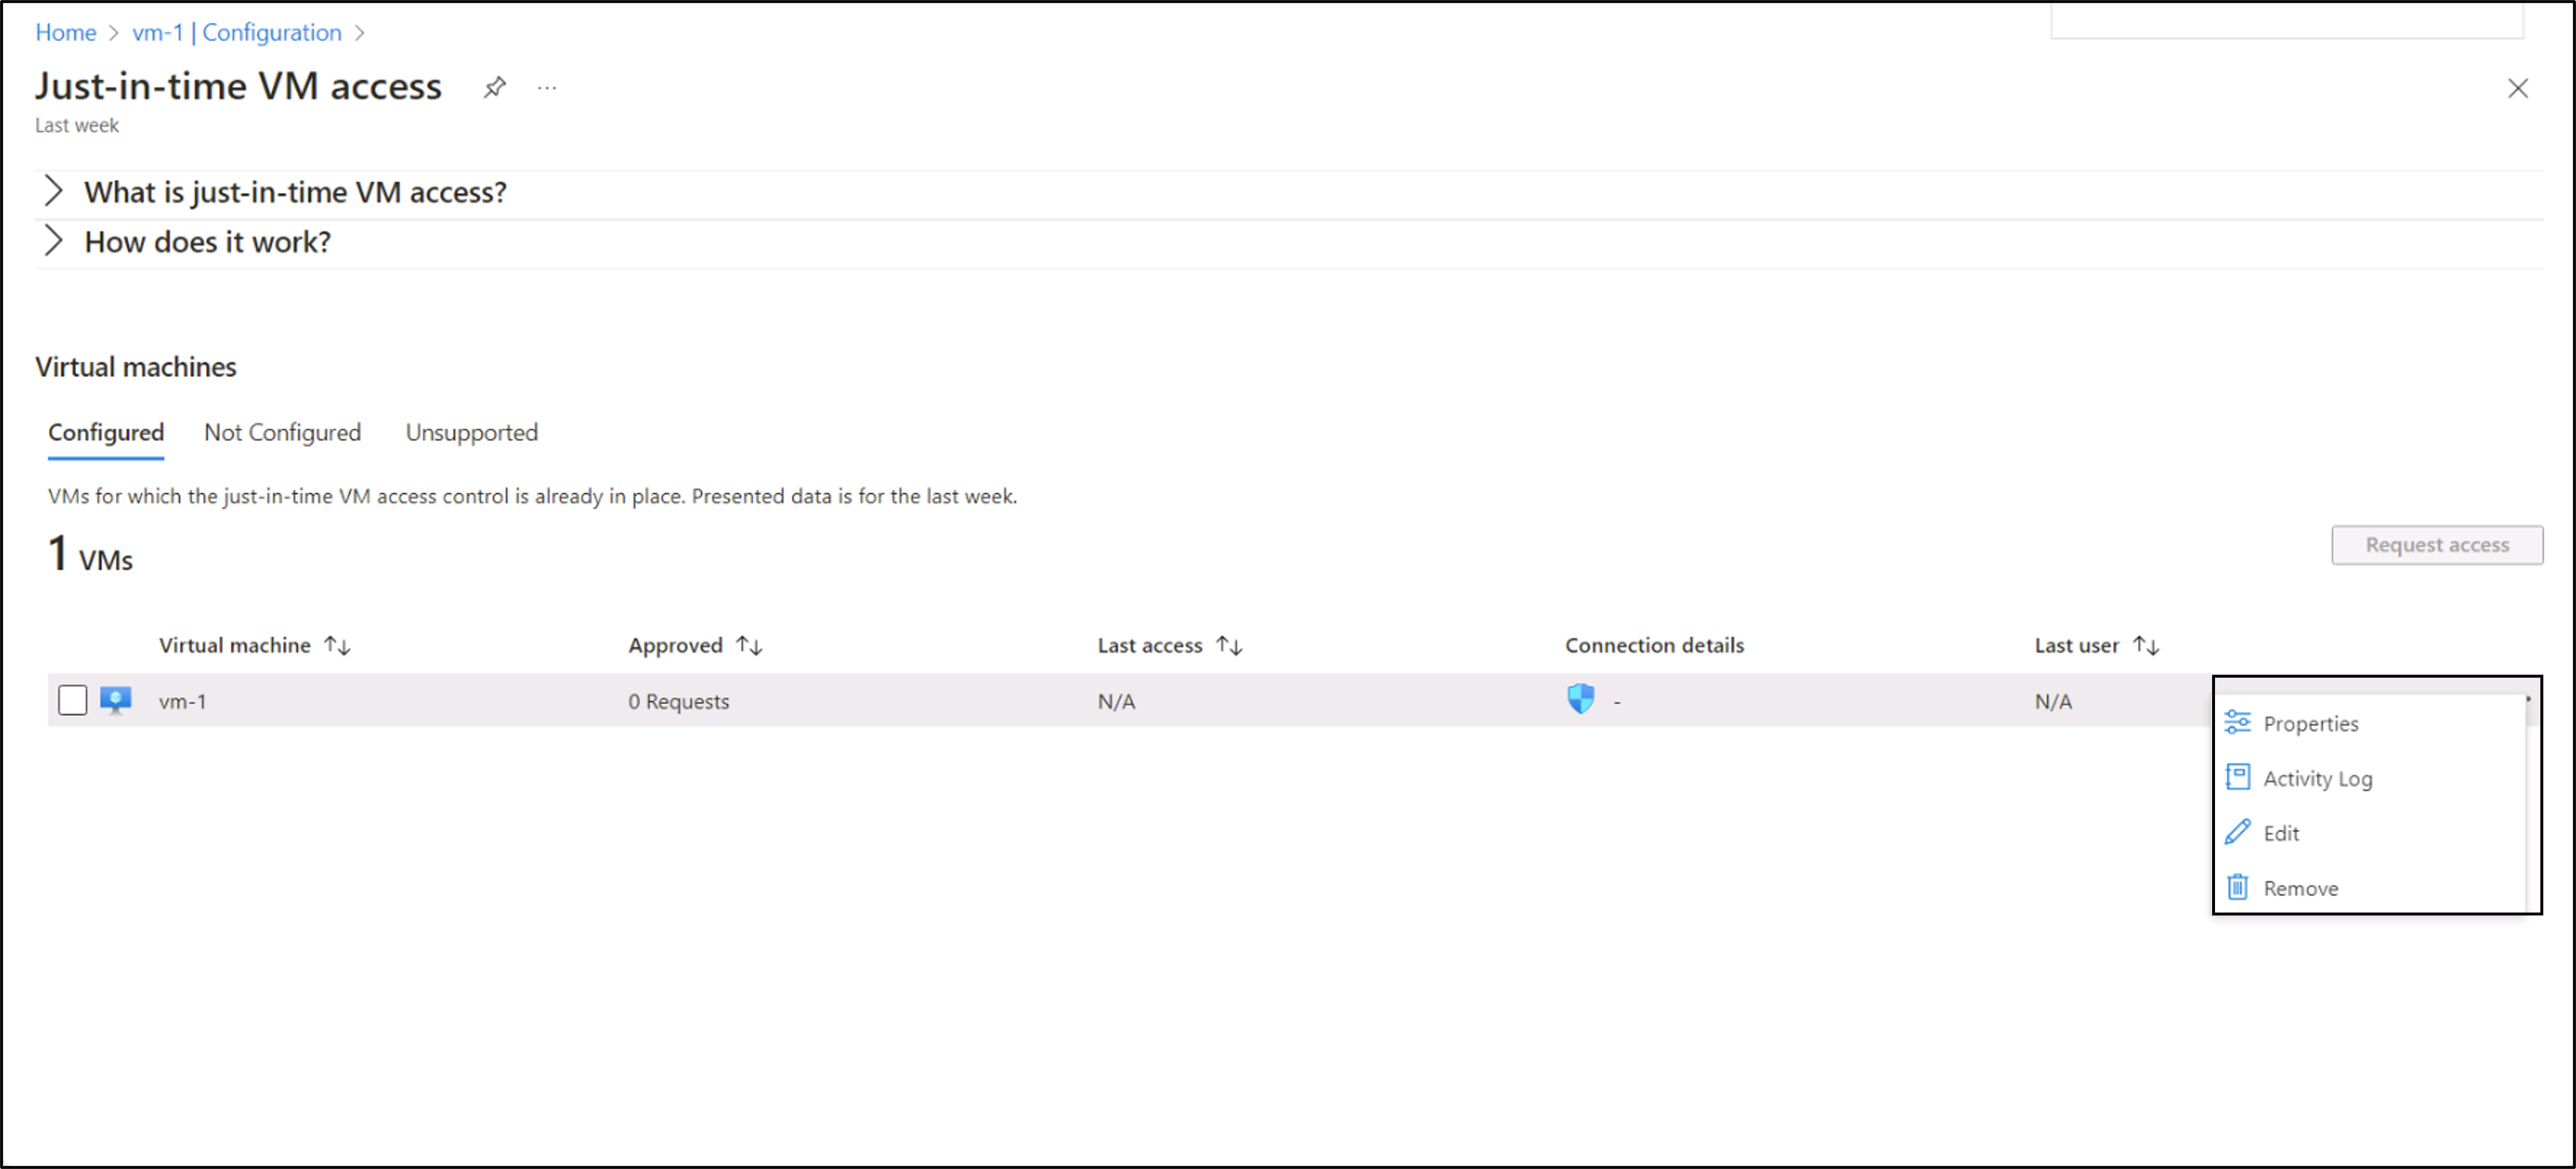 Home > vm-1 | Configuration >
Just-in-time VM access ...
Last week
What is just-in-time VM access?
How does it work?
Virtual machines
Configured Not Configured Unsupported
VMs for which the just-in-time VM access control is already in place. Presented data is for the last week.
1 VMs
Request access
Virtual machine ↑↓ Approved ↑↓ Last access ↑↓ Connection details Last user ↑↓
vm-1 0 Requests N/A - N/A
Properties
Activity Log
Edit
Remove